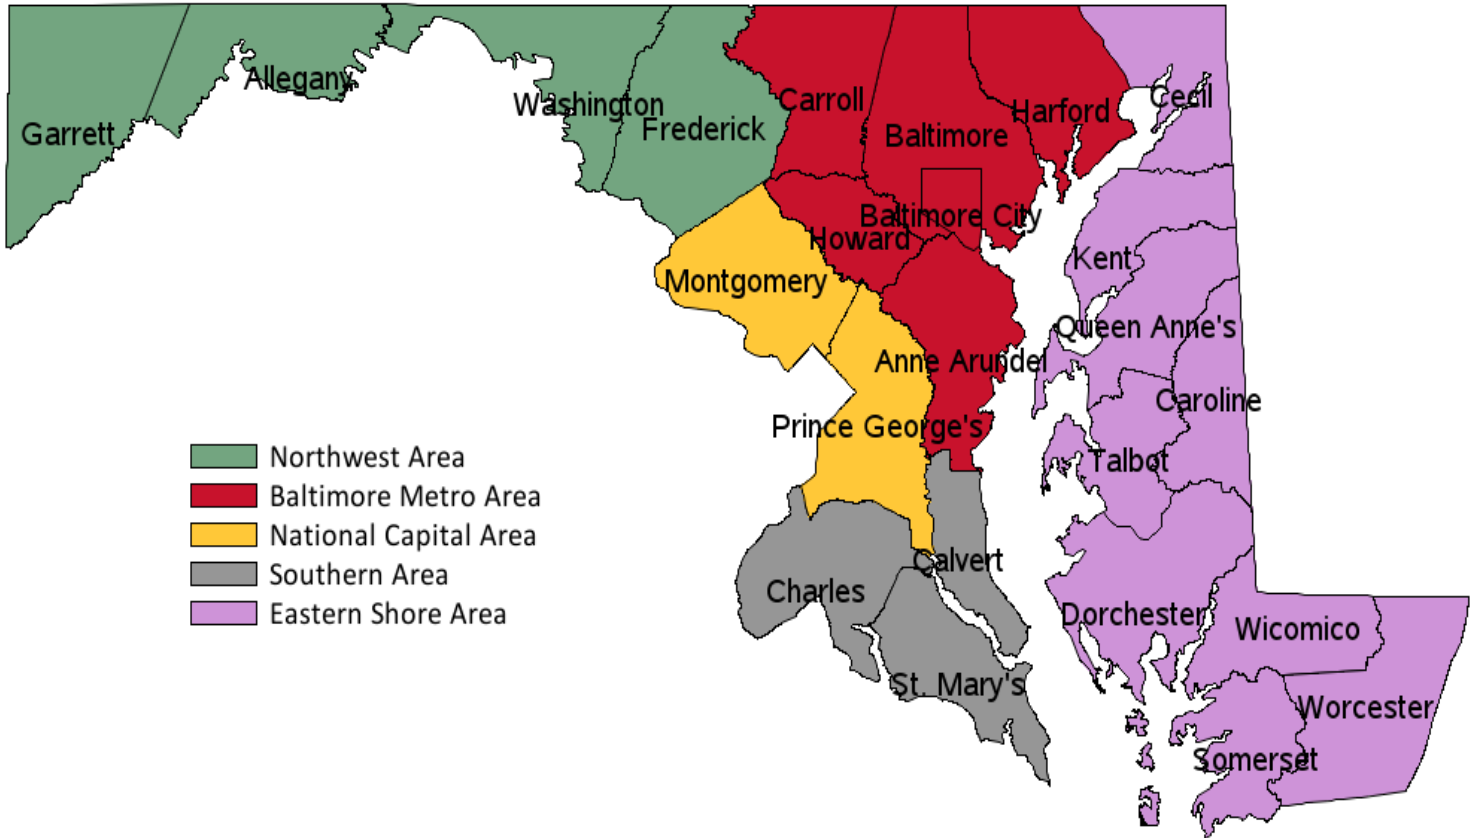 Allegany
Washington
Garrett
Frederick
Carroll
Baltimore
Harford
Cecil
Baltimore City
Howard
Montgomery
Kent
Queen Anne's
Anne Arundel
Caroline
Prince George's
Talbot
Northwest Area
Baltimore Metro Area
National Capital Area
Southern Area
Eastern Shore Area
Calvert
Charles
Dorchester
Wicomico
St. Mary's
Worcester
Somerset